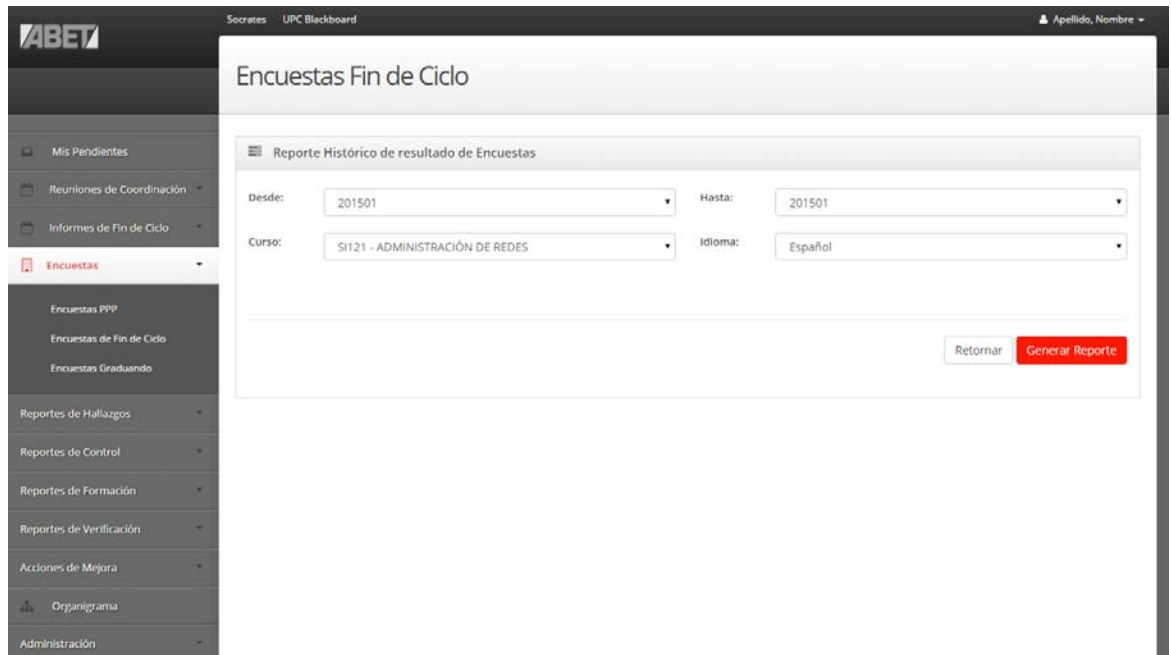 ABET
Socrates UPC Blackboard Apellido, Nombre
Encuestas Fin de Ciclo
Mis Pendientes
Reuniones de Coordinación
Informes de Fin de Ciclo
Encuestas
Encuestas PPP
Encuestas de Fin de Ciclo
Encuestas Graduando
Reportes de Hallazgos
Reportes de Control
Reportes de Formación
Reportes de Verificación
Acciones de Mejora
Organigrama
Administración
Reporte Histórico de resultado de Encuestas
Desde: 201501 Hasta: 201501
Curso: SI121 - ADMINISTRACIÓN DE REDES Idioma: Español
Retornar Generar Reporte